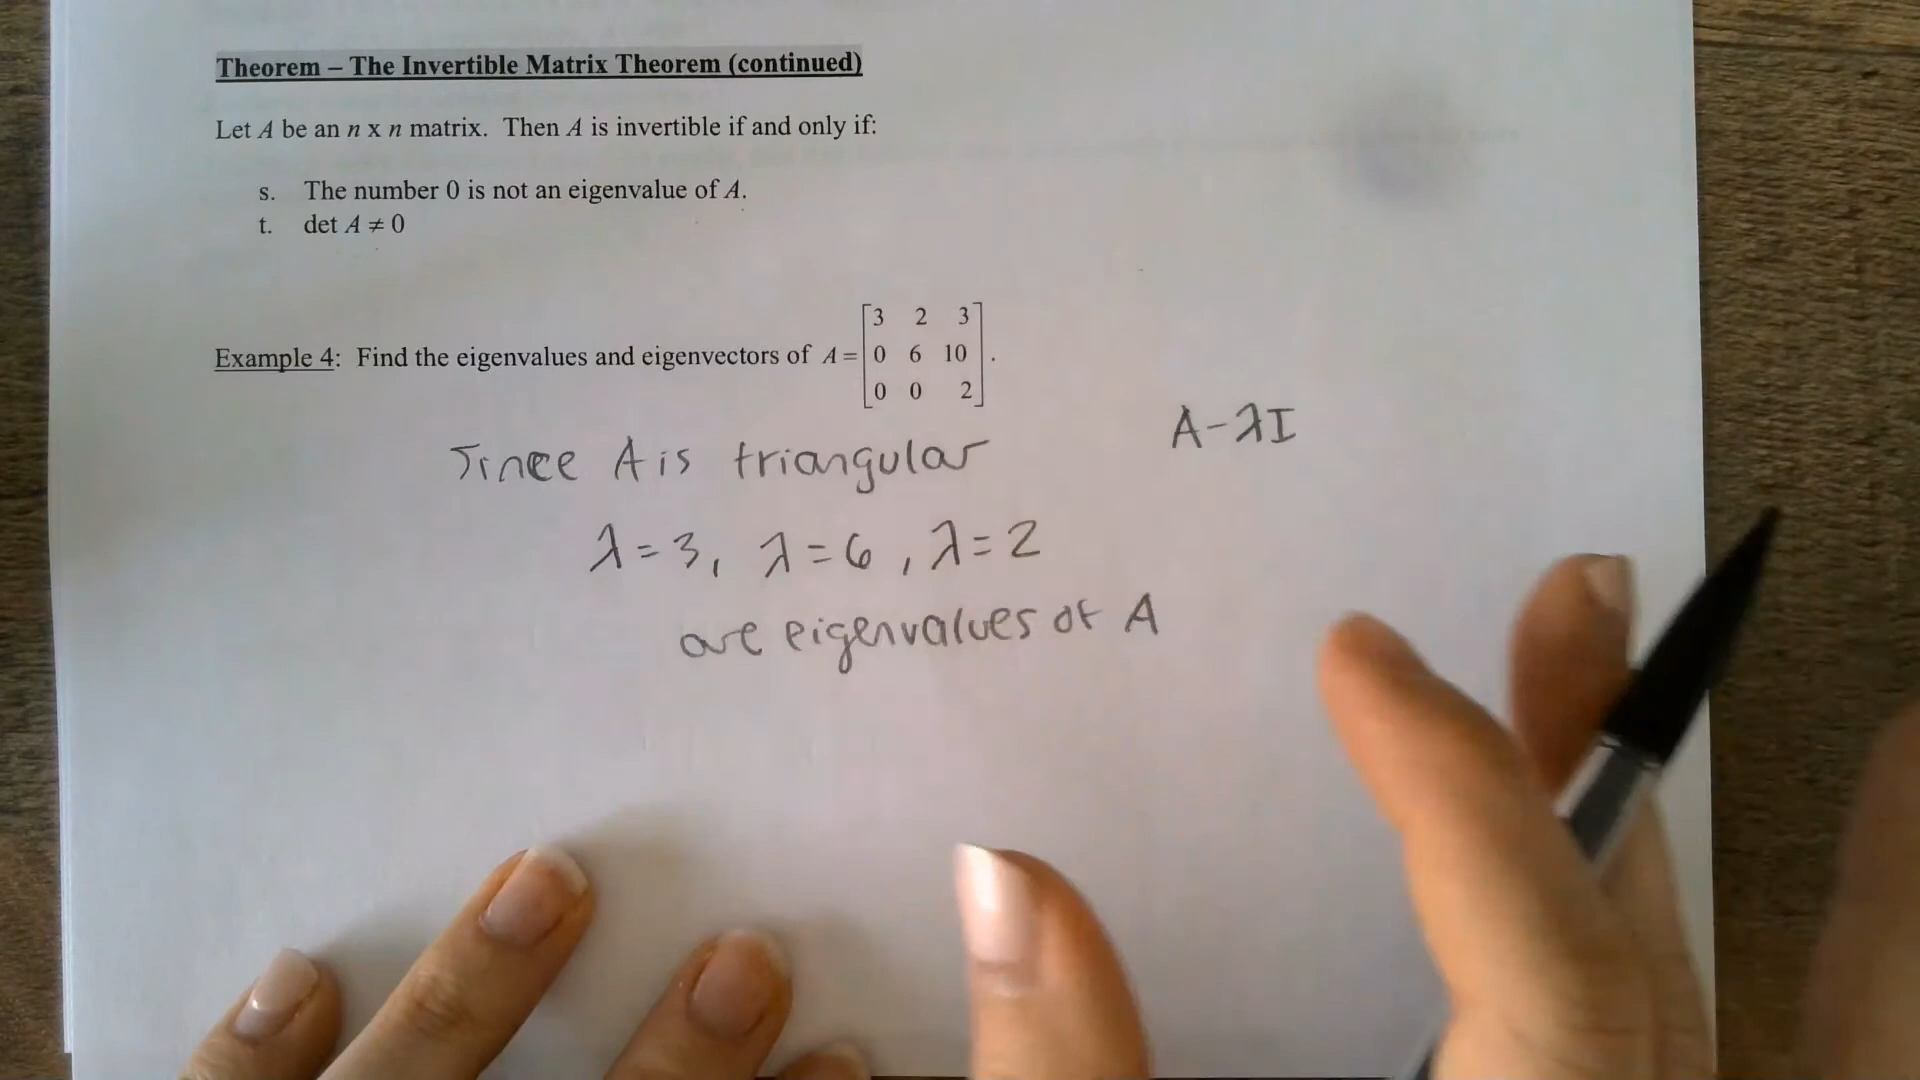 Theorem – The Invertible Matrix Theorem (continued)
Let A be an n x n matrix. Then A is invertible if and only if:
s. The number 0 is not an eigenvalue of A.
t. det A ≠ 0
Example 4: Find the eigenvalues and eigenvectors of A = [3 2 3
0 6 10
0 0 2].
A-λI
Since A is triangular
λ=3, λ=6, λ=2
are eigenvalues of A